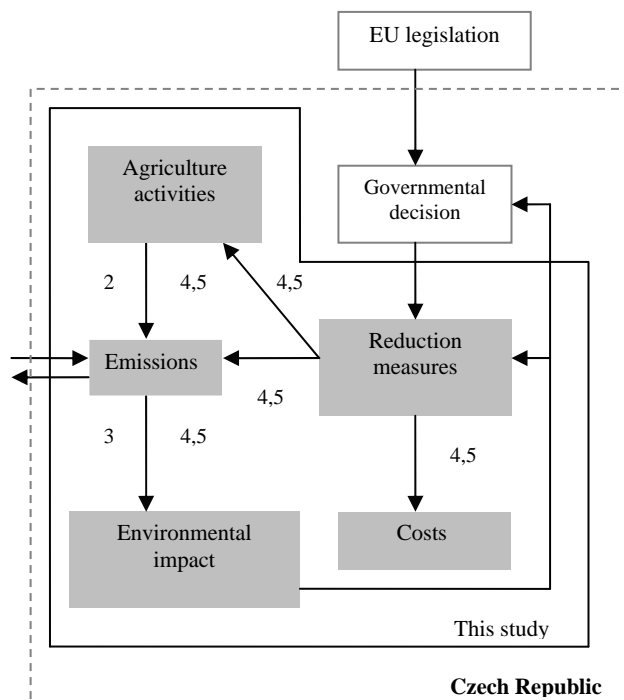 EU legislation
Agriculture
activities
Governmental
decision
2
4,5
4,5
Emissions
Reduction
measures
4,5
3
4,5
4,5
Environmental
impact
Costs
This study
Czech Republic